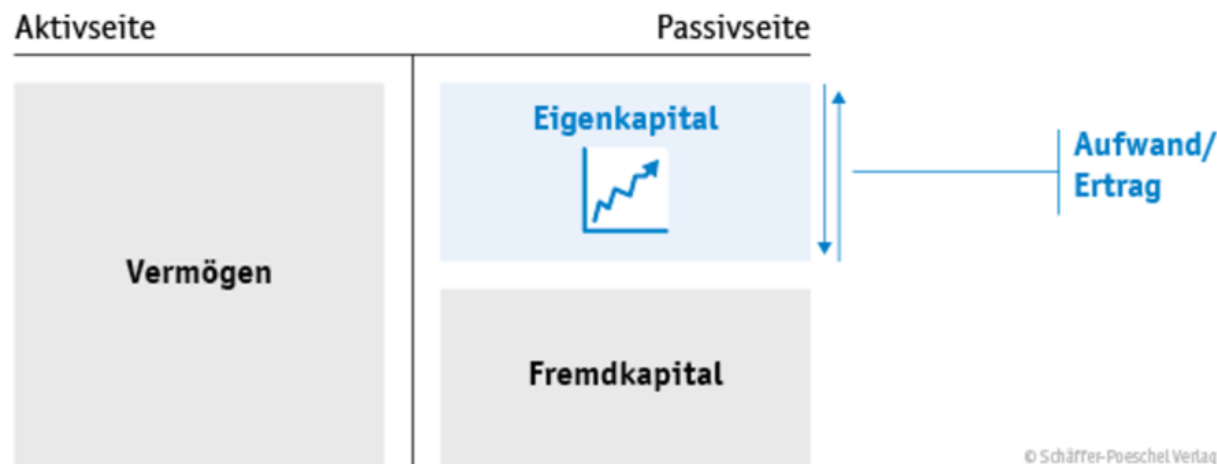 Aktivseite
Passivseite
Eigenkapital
Aufwand/
Ertrag
Vermögen
Fremdkapital
© Schäffer-Poeschel Verlag